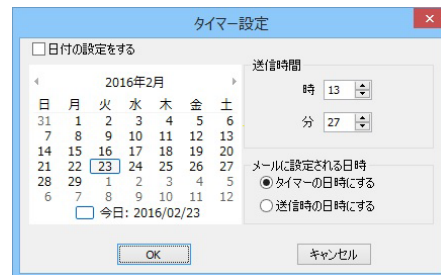 タイマー設定
日付の設定をする
2016年2月
日 月 火 水 木 金 土
31 1 2 3 4 5 6
7 8 9 10 11 12 13
14 15 16 17 18 19 20
21 22 23 24 25 26 27
28 29 1 2 3 4 5
6 7 8 9 10 11 12
今日: 2016/02/23
送信時間
時 13
分 27
メールに設定される日時
タイマーの日時にする
送信時の日時にする
OK
キャンセル